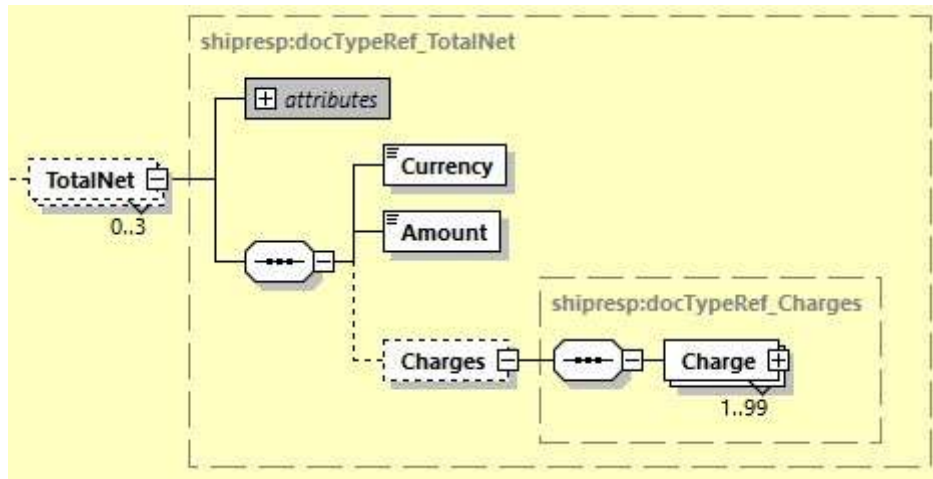 shipresp:docTypeRef_TotalNet
attributes
Currency
TotalNet
0..3
Amount
shipresp:docTypeRef_Charges
Charges
Charge
1..99